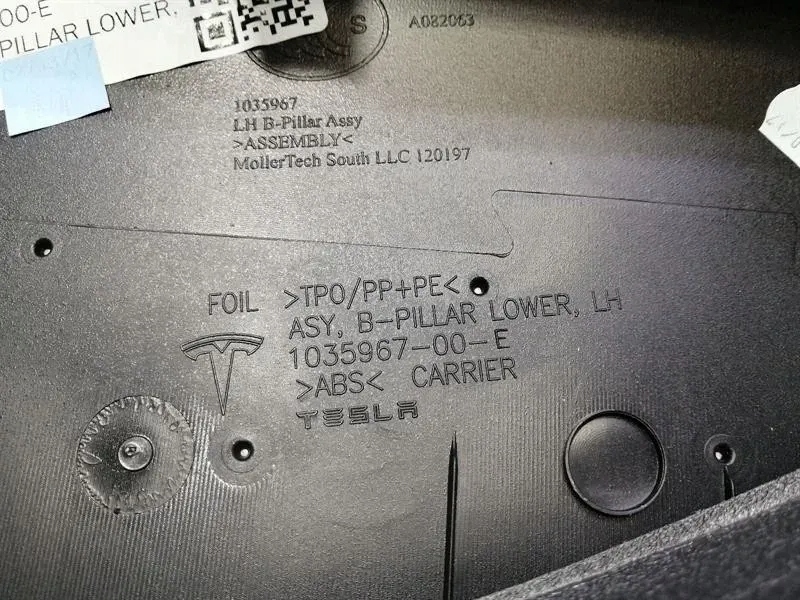 00-E
PILLAR LOWER,
S
A082063
1035967
LH B-Pillar Assy
>ASSEMBLY<
MollerTech South LLC 120197
FOIL >TPO/PP+PE<
ASY, B-PILLAR LOWER, LH
1035967-00-E
>ABS< CARRIER
TESLA